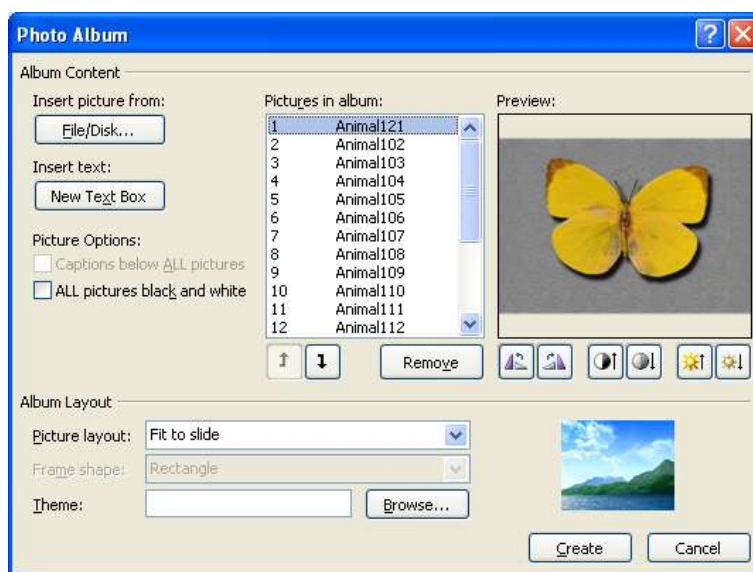 Photo Album
Album Content
Insert picture from:
File/Disk...
Insert text:
New Text Box
Picture Options:
Captions below ALL pictures
ALL pictures black and white
Pictures in album:
1 Animal121
2 Animal102
3 Animal103
4 Animal104
5 Animal105
6 Animal106
7 Animal107
8 Animal108
9 Animal109
10 Animal110
11 Animal111
12 Animal112
Remove
Preview:
Album Layout
Picture layout: Fit to slide
Frame shape: Rectangle
Theme:
Browse...
Create
Cancel